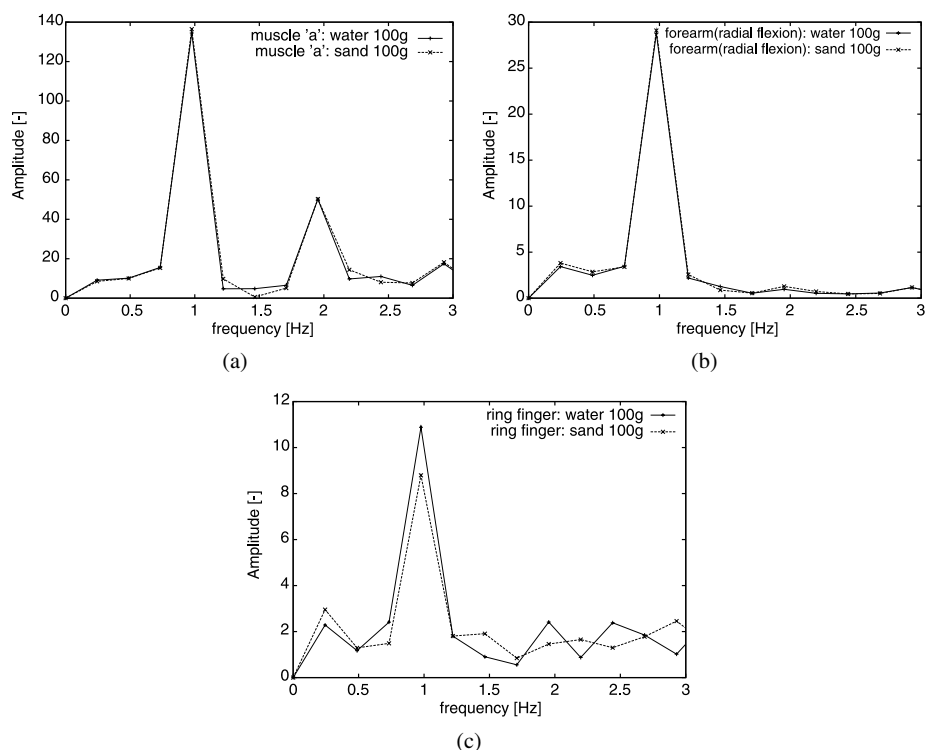 140
120
100
80
60
40
20
0
Amplitude [-]
muscle 'a': water 100g
muscle 'a': sand 100g
0 0.5 1 1.5 2 2.5 3
frequency [Hz]
(a)
30
25
20
15
10
5
0
Amplitude [-]
forearm(radial flexion): water 100g
forearm(radial flexion): sand 100g
0 0.5 1 1.5 2 2.5 3
frequency [Hz]
(b)
12
10
8
6
4
2
0
Amplitude [-]
ring finger: water 100g
ring finger: sand 100g
0 0.5 1 1.5 2 2.5 3
frequency [Hz]
(c)